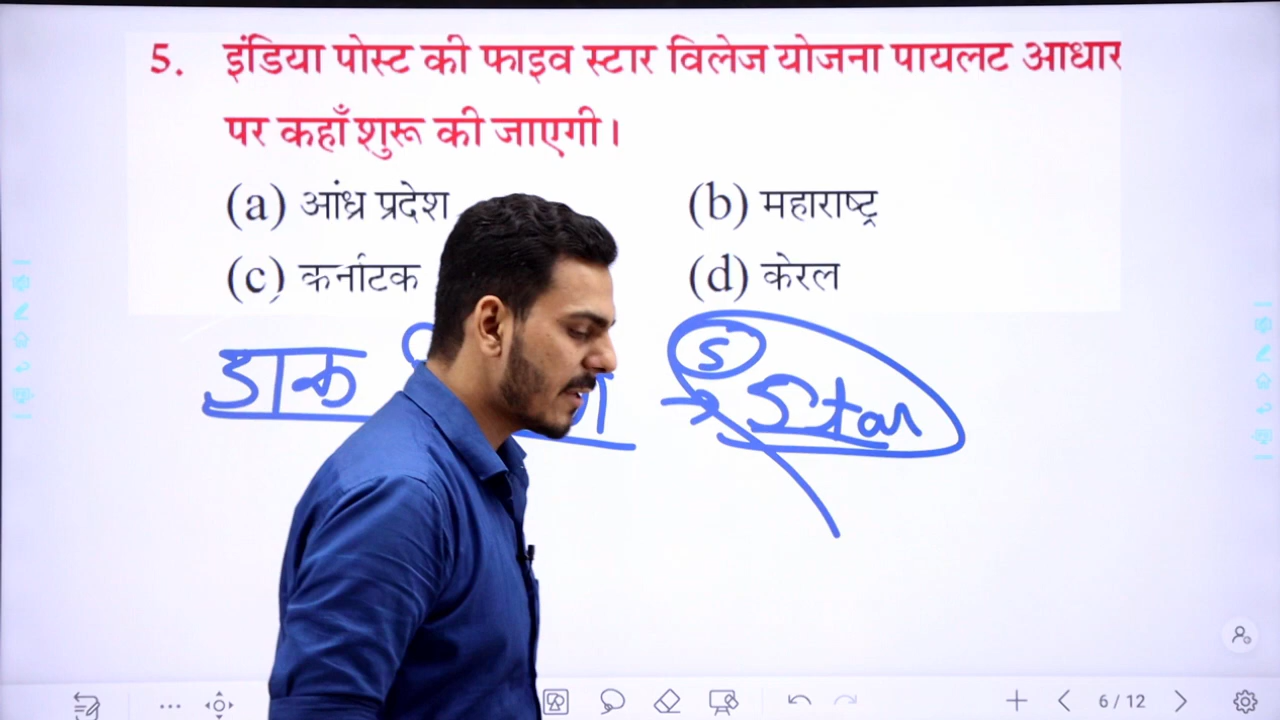 5. इंडिया पोस्ट की फाइव स्टार विलेज योजना पायलट आधार
पर कहाँ शुरू की जाएगी।
(a) आंध्र प्रदेश (b) महाराष्ट्र
(c) कर्नाटक (d) केरल
डाक 5 Star
6 / 12